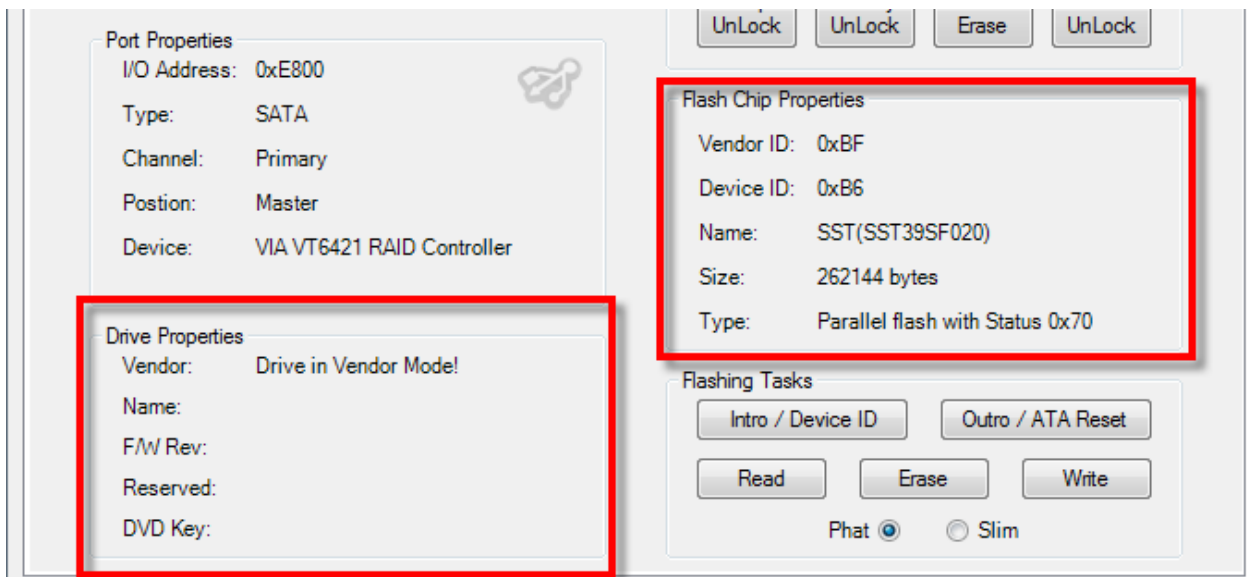 UnLock UnLock Erase UnLock
Port Properties
I/O Address: 0xE800
Type: SATA
Channel: Primary
Postion: Master
Device: VIA VT6421 RAID Controller
Flash Chip Properties
Vendor ID: 0xBF
Device ID: 0xB6
Name: SST(SST39SF020)
Size: 262144 bytes
Type: Parallel flash with Status 0x70
Drive Properties
Vendor: Drive in Vendor Mode!
Name:
F/W Rev:
Reserved:
DVD Key:
Flashing Tasks
Intro / Device ID Outro / ATA Reset
Read Erase Write
Phat Slim